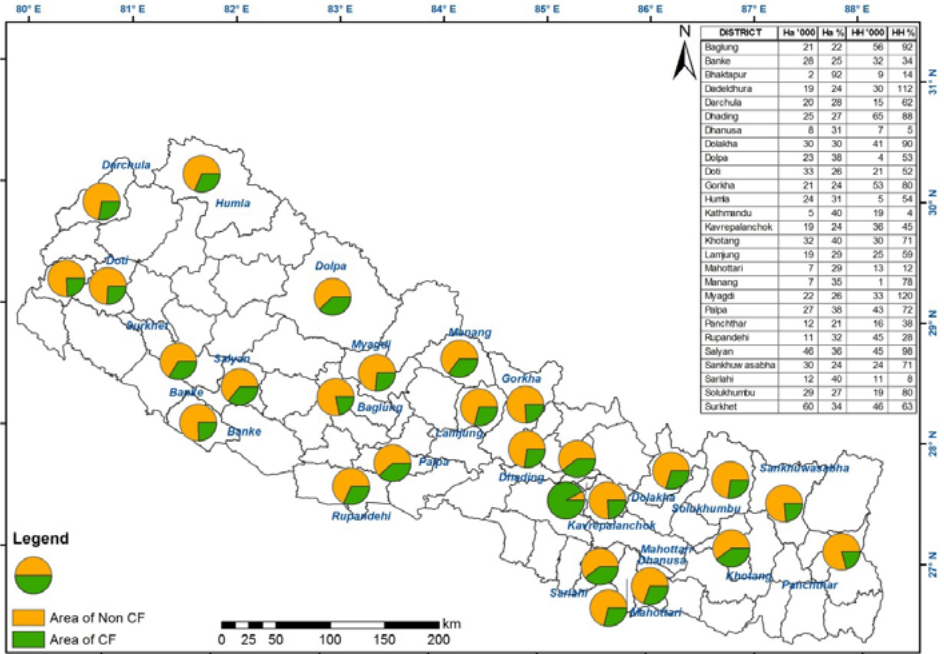 80° E 81° E 82° E 83° E 84° E 85° E 86° E 87° E 88° E
N
DISTRICT Ha '000 Ha % HH '000 HH %
Baglung 21 22 56 92
Banke 28 25 32 34
Bhaktapur 2 92 9 14
Dadeldhura 19 24 30 112
Darchula 20 28 15 62
Dhading 25 27 65 88
Dhanusa 8 31 7 5
Dolakha 30 30 41 90
Dolpa 23 38 4 53
Doti 33 26 21 52
Gorkha 21 24 53 80
Humla 24 31 5 54
Kathmandu 5 40 19 4
Kavrepalanchok 19 24 36 45
Khotang 32 40 30 71
Lamjung 19 29 25 59
Mahottari 7 29 13 12
Manang 7 35 1 78
Myagdi 22 26 33 120
Palpa 27 38 43 72
Panchthar 12 21 16 38
Rupandehi 11 32 45 28
Salyan 46 36 45 98
Sankhuwasabha 30 24 24 71
Sarlahi 12 40 11 8
Solukhumbu 29 27 19 80
Surkhet 60 34 46 63
31° N
30° N
29° N
28° N
27° N
Darchula
Humla
Doti
Dolpa
Surkhet
Salyan
Myagdi
Manang
Banke
Baglung
Gorkha
Banke
Lamjung
Palpa
Dhading
Rupandehi
Sankhuwasabha
Dolakha
Solukhumbu
Kavrepalanchok
Mahottari
Dhanusa
Khotang
Panchthar
Sarlahi
Mahottari
Legend
Area of Non CF
Area of CF
km
0 25 50 100 150 200